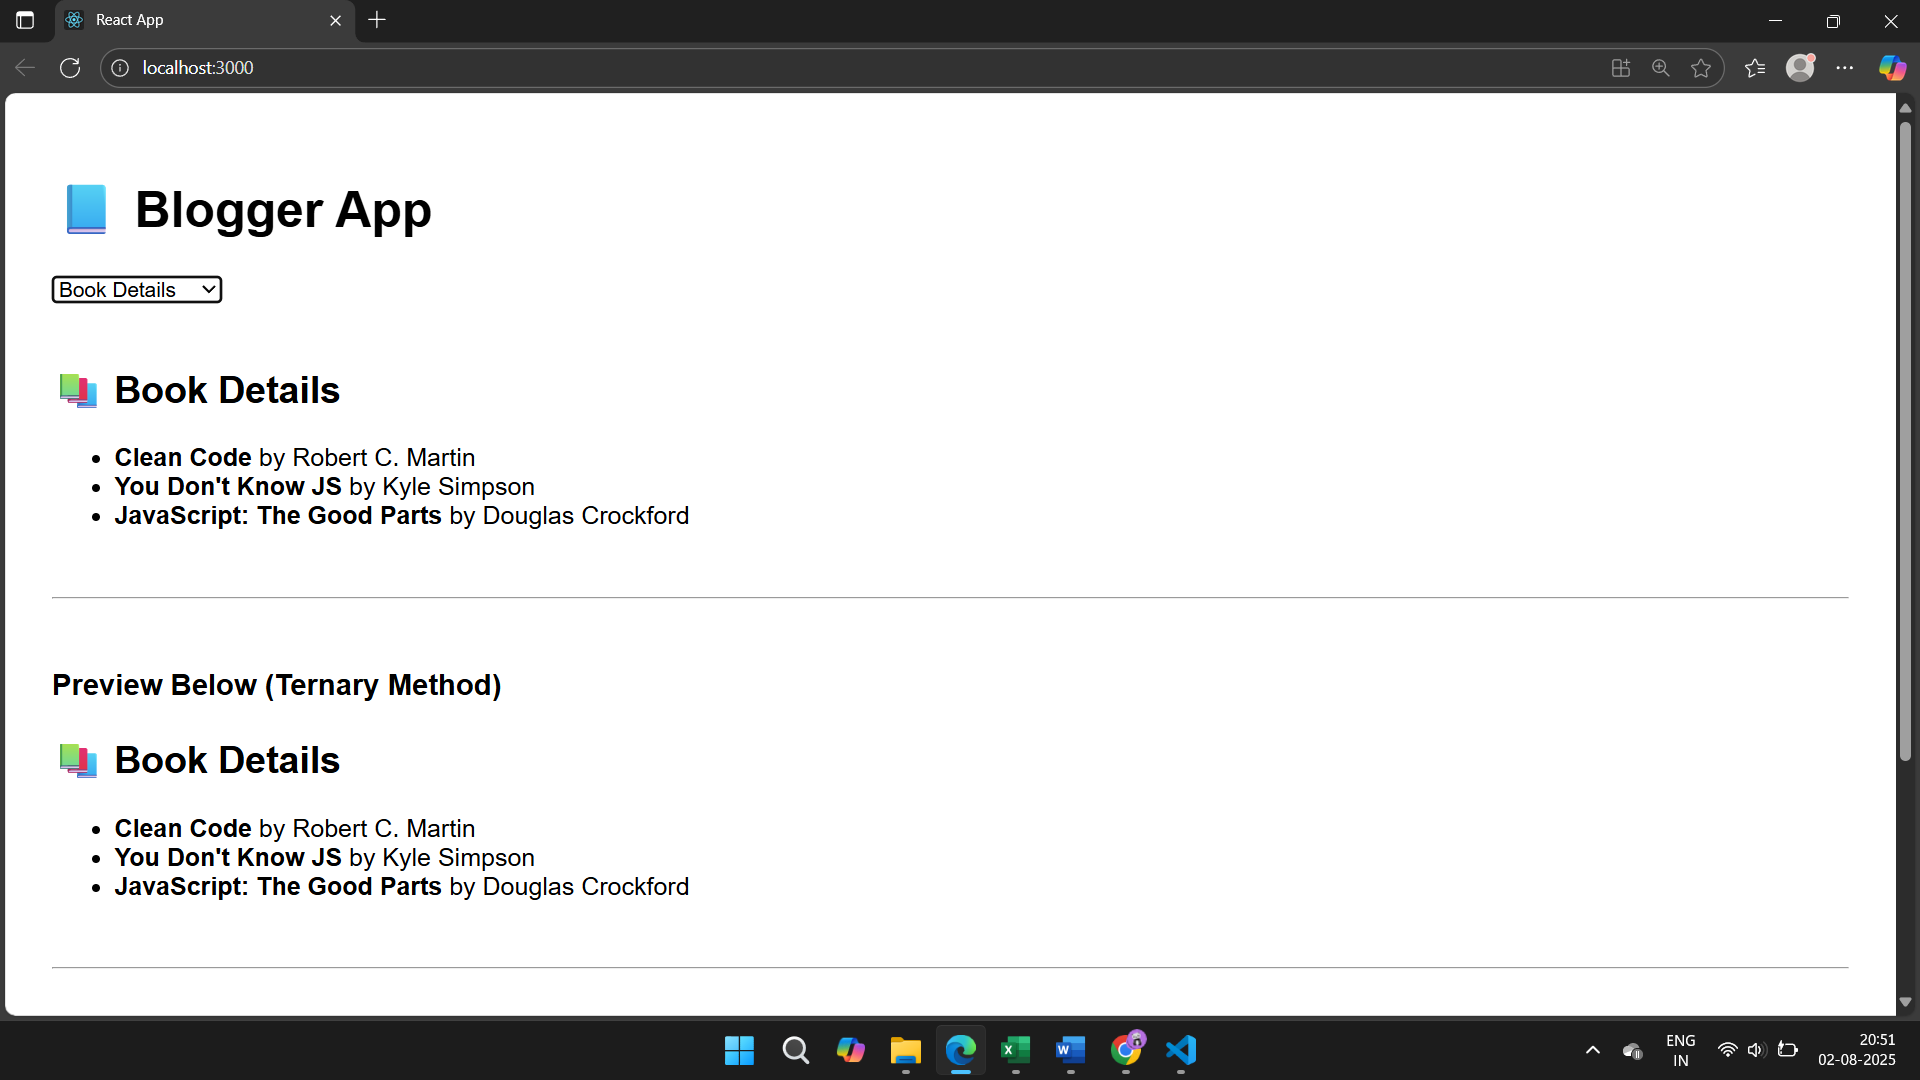 React App
localhost:3000
📘 Blogger App
Book Details
📚 Book Details
• Clean Code by Robert C. Martin
• You Don't Know JS by Kyle Simpson
• JavaScript: The Good Parts by Douglas Crockford
Preview Below (Ternary Method)
📚 Book Details
• Clean Code by Robert C. Martin
• You Don't Know JS by Kyle Simpson
• JavaScript: The Good Parts by Douglas Crockford
ENG
IN
20:51
02-08-2025